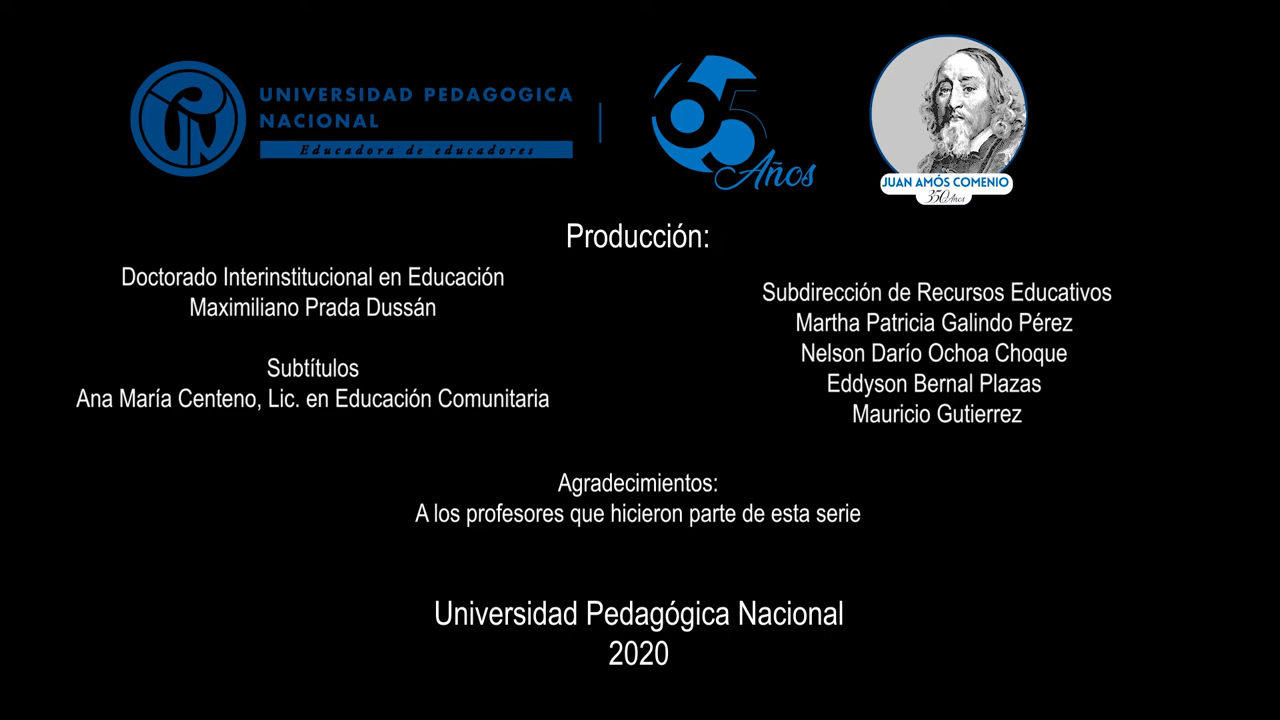 UNIVERSIDAD PEDAGOGICA
NACIONAL
Educadora de educadores
65
Años
JUAN AMÓS COMENIO
350 Años
Producción:
Doctorado Interinstitucional en Educación
Maximiliano Prada Dussán
Subtítulos
Ana María Centeno, Lic. en Educación Comunitaria
Subdirección de Recursos Educativos
Martha Patricia Galindo Pérez
Nelson Darío Ochoa Choque
Eddyson Bernal Plazas
Mauricio Gutierrez
Agradecimientos:
A los profesores que hicieron parte de esta serie
Universidad Pedagógica Nacional
2020